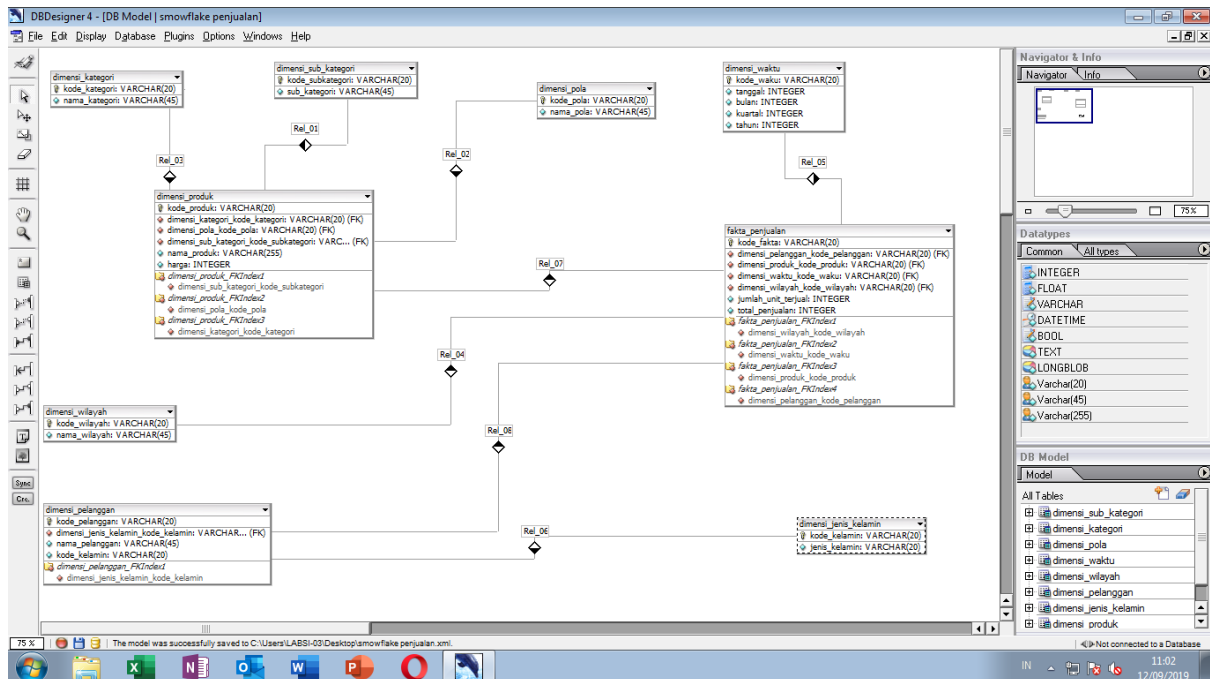 DBDesigner 4 - [DB Model | smowflake penjualan]
File Edit Display Database Plugins Options Windows Help
dimensi_kategori
kode_kategori: VARCHAR(20)
nama_kategori: VARCHAR(45)
dimensi_sub_kategori
kode_subkategori: VARCHAR(20)
sub_kategori: VARCHAR(45)
dimensi_pola
kode_pola: VARCHAR(20)
nama_pola: VARCHAR(45)
dimensi_waktu
kode_waku: VARCHAR(20)
tanggal: INTEGER
bulan: INTEGER
kuartal: INTEGER
tahun: INTEGER
Rel_01
Rel_02
Rel_03
Rel_05
dimensi_produk
kode_produk: VARCHAR(20)
dimensi_kategori_kode_kategori: VARCHAR(20) (FK)
dimensi_pola_kode_pola: VARCHAR(20) (FK)
dimensi_sub_kategori_kode_subkategori: VARC... (FK)
nama_produk: VARCHAR(255)
harga: INTEGER
dimensi_produk_FKIndex1
dimensi_sub_kategori_kode_subkategori
dimensi_produk_FKIndex2
dimensi_pola_kode_pola
dimensi_produk_FKIndex3
dimensi_kategori_kode_kategori
Rel_07
fakta_penjualan
kode_fakta: VARCHAR(20)
dimensi_pelanggan_kode_pelanggan: VARCHAR(20) (FK)
dimensi_produk_kode_produk: VARCHAR(20) (FK)
dimensi_waktu_kode_waku: VARCHAR(20) (FK)
dimensi_wilayah_kode_wilayah: VARCHAR(20) (FK)
jumlah_unit_terjual: INTEGER
total_penjualan: INTEGER
fakta_penjualan_FKIndex1
dimensi_wilayah_kode_wilayah
fakta_penjualan_FKIndex2
dimensi_waktu_kode_waku
fakta_penjualan_FKIndex3
dimensi_produk_kode_produk
fakta_penjualan_FKIndex4
dimensi_pelanggan_kode_pelanggan
Rel_04
dimensi_wilayah
kode_wilayah: VARCHAR(20)
nama_wilayah: VARCHAR(45)
Rel_08
dimensi_pelanggan
kode_pelanggan: VARCHAR(20)
dimensi_jenis_kelamin_kode_kelamin: VARCHAR... (FK)
nama_pelanggan: VARCHAR(45)
kode_kelamin: VARCHAR(20)
dimensi_pelanggan_FKIndex1
dimensi_jenis_kelamin_kode_kelamin
Rel_06
dimensi_jenis_kelamin
kode_kelamin: VARCHAR(20)
jenis_kelamin: VARCHAR(20)
Navigator & Info
Navigator Info
75%
Datatypes
Common All types
INTEGER
FLOAT
VARCHAR
DATETIME
BOOL
TEXT
LONGBLOB
Varchar(20)
Varchar(45)
Varchar(255)
DB Model
Model
All Tables
dimensi_sub_kategori
dimensi_kategori
dimensi_pola
dimensi_waktu
dimensi_wilayah
dimensi_pelanggan
dimensi_jenis_kelamin
dimensi produk
Sync
75 %
The model was successfully saved to C:\Users\LABSI-03\Desktop\smowflake penjualan.xml.
Not connected to a Database
IN
11:02
12/09/2019